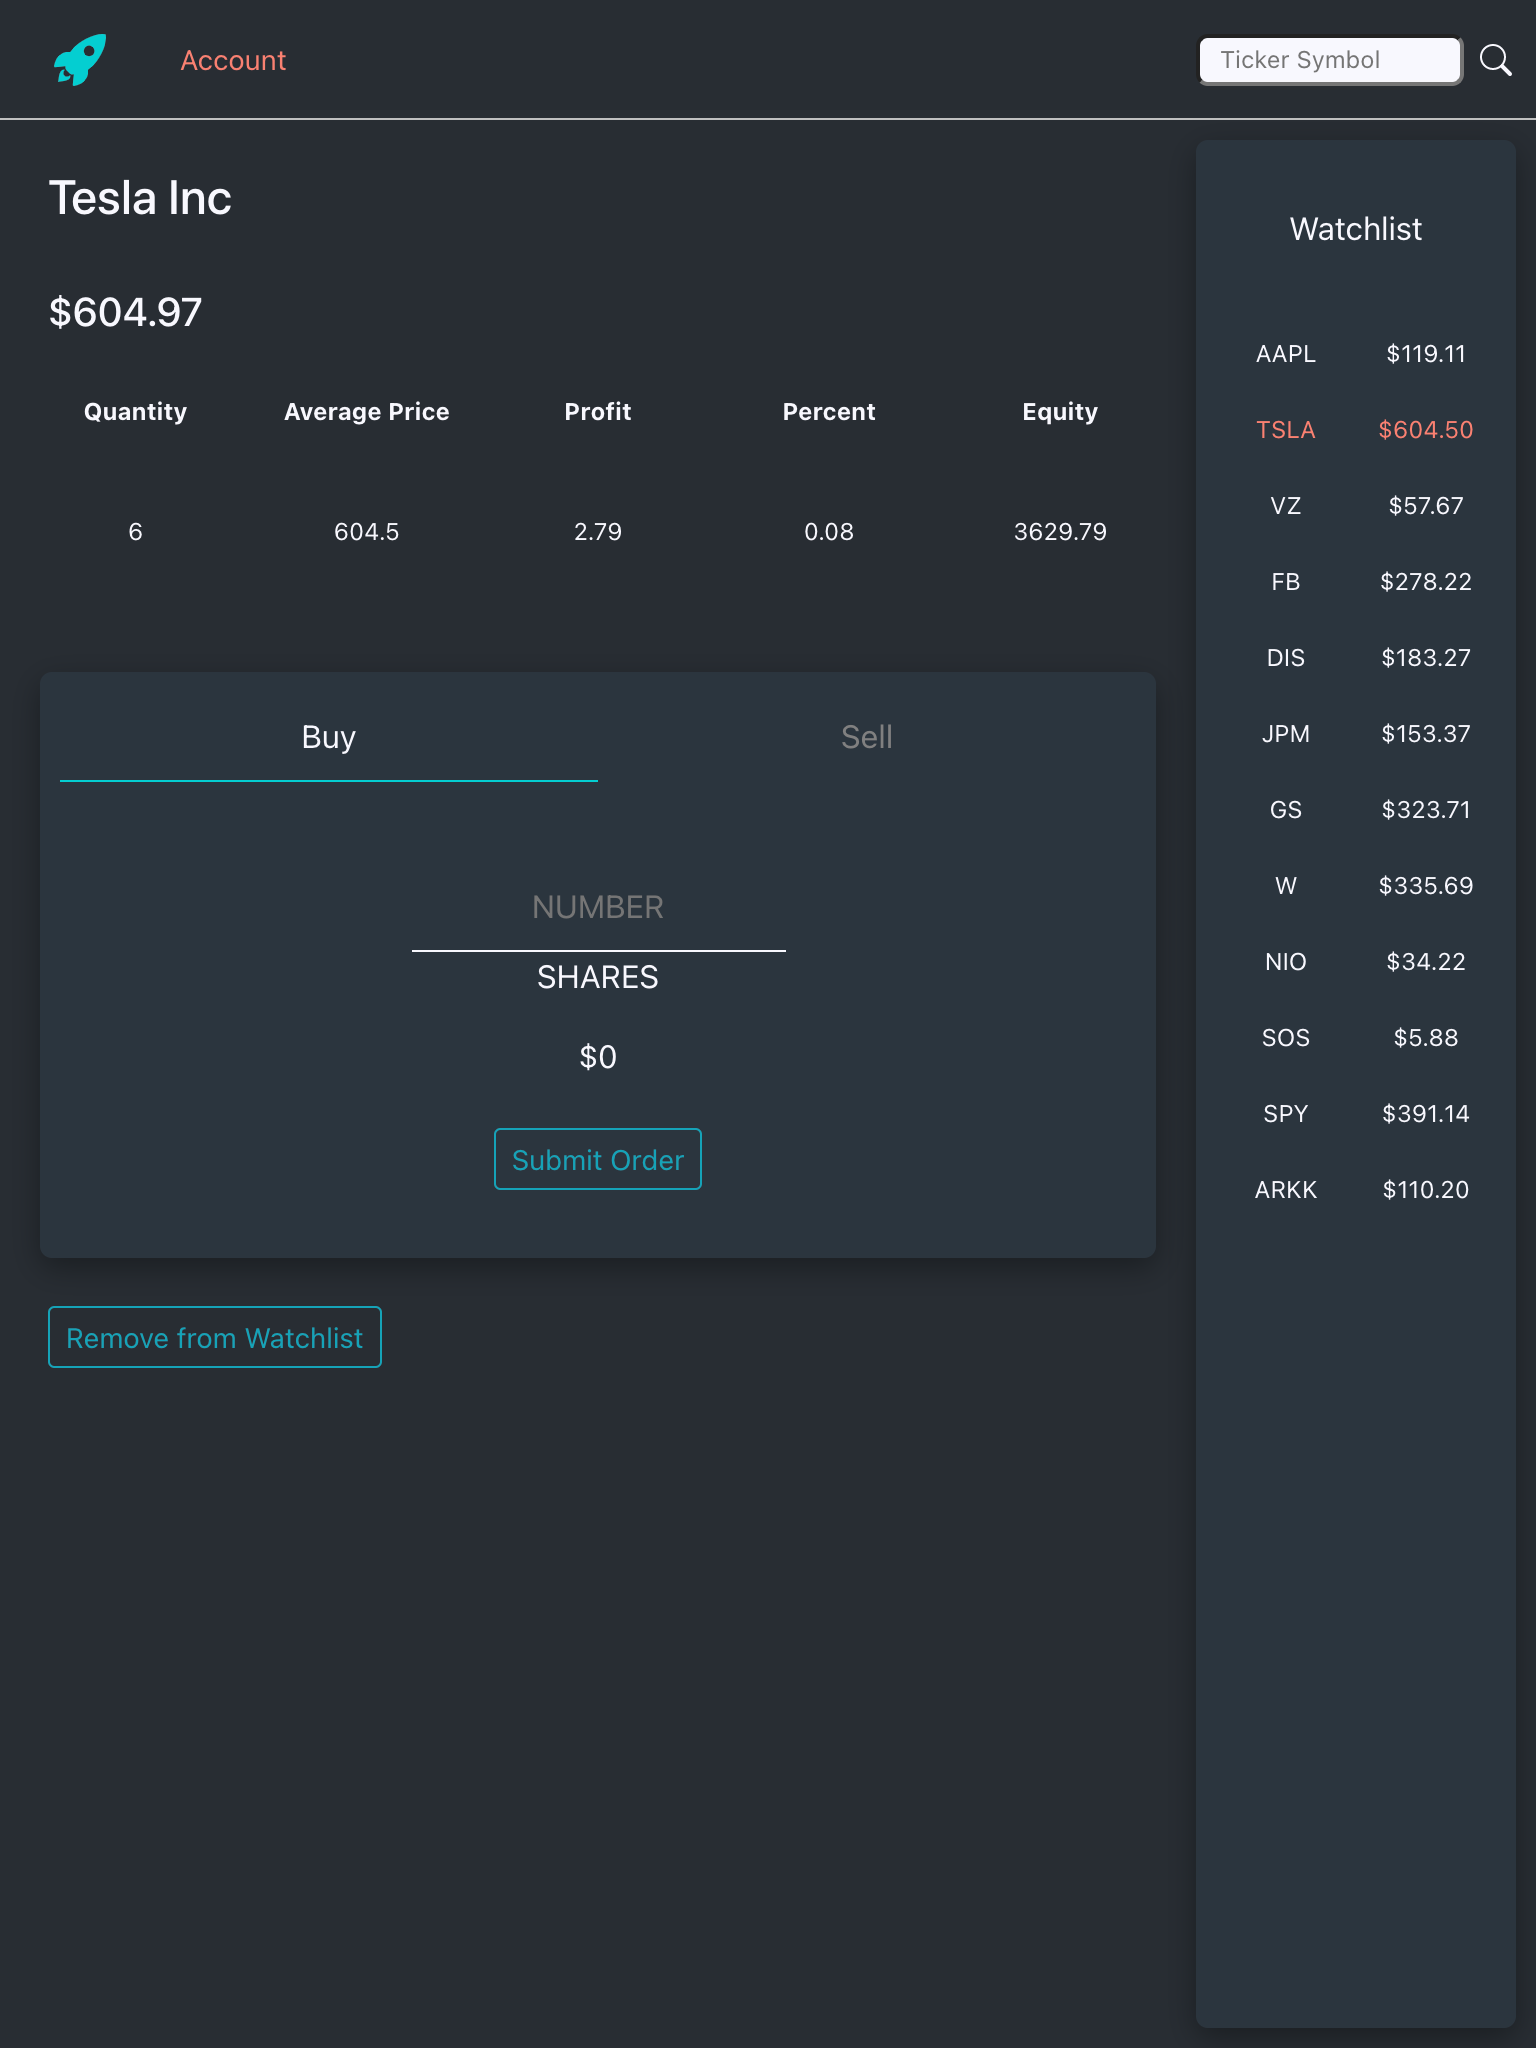 Account
Ticker Symbol
Tesla Inc
$604.97
Quantity Average Price Profit Percent Equity
6 604.5 2.79 0.08 3629.79
Buy Sell
NUMBER
SHARES
$0
Submit Order
Remove from Watchlist
Watchlist
AAPL $119.11
TSLA $604.50
VZ $57.67
FB $278.22
DIS $183.27
JPM $153.37
GS $323.71
W $335.69
NIO $34.22
SOS $5.88
SPY $391.14
ARKK $110.20